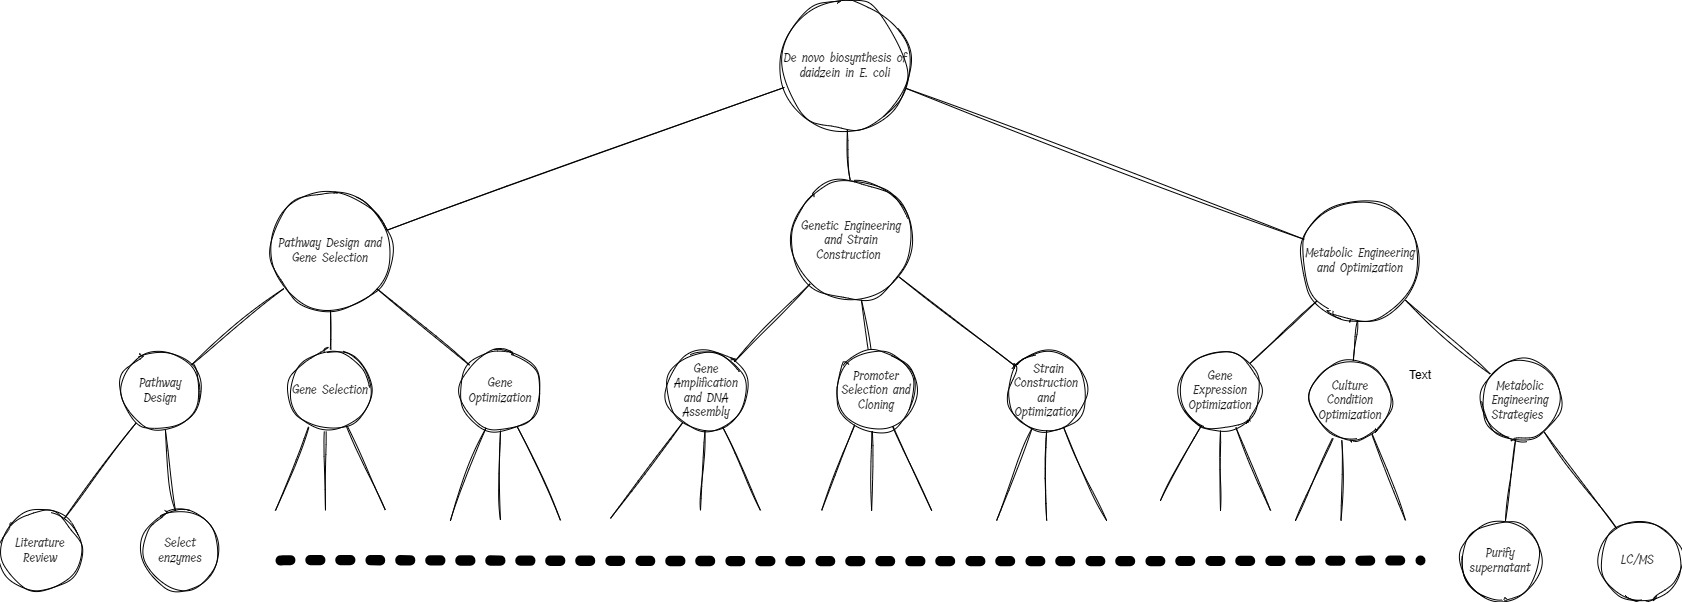 De novo biosynthesis of
daidzein in E. coli
Pathway Design and
Gene Selection
Genetic Engineering
and Strain
Construction
Metabolic Engineering
and Optimization
Pathway
Design
Gene Selection
Gene
Optimization
Gene
Amplification
and DNA
Assembly
Promoter
Selection and
Cloning
Strain
Construction
and
Optimization
Gene
Expression
Optimization
Culture
Condition
Optimization
Text
Metabolic
Engineering
Strategies
Literature
Review
Select
enzymes
Purify
supernatant
LC/MS